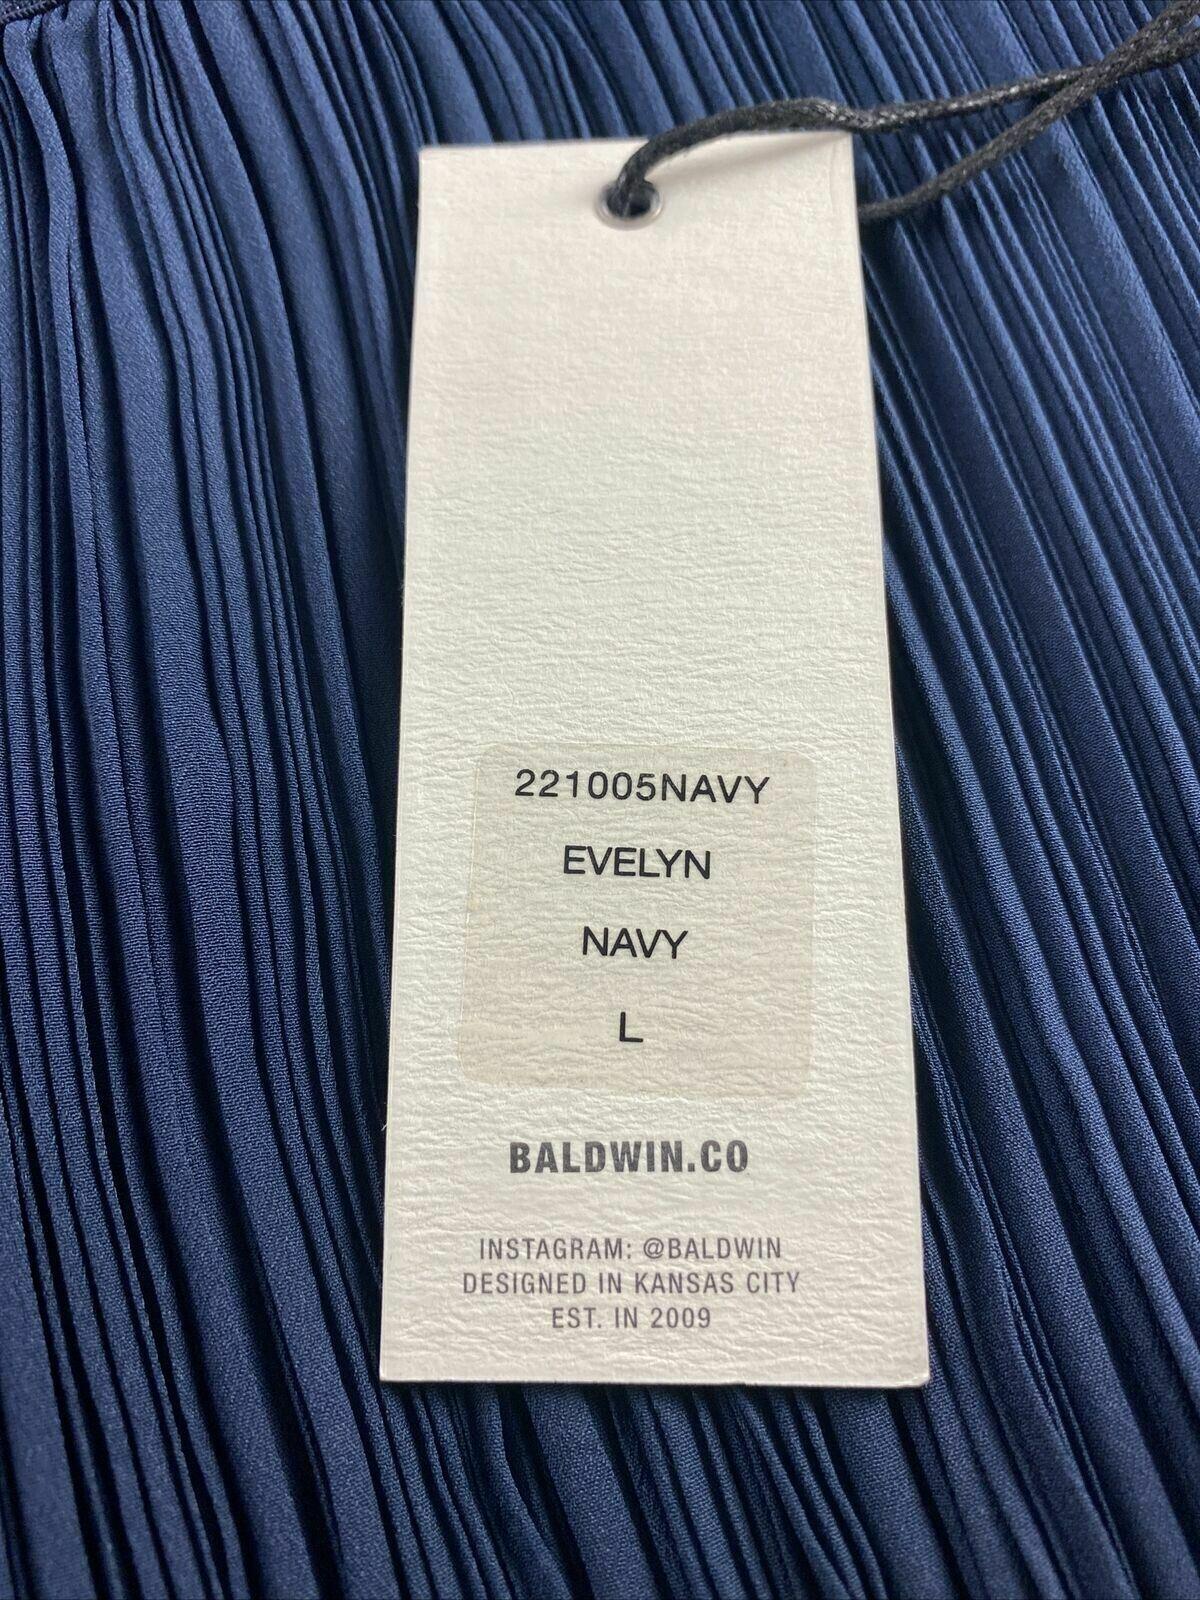 221005NAVY
EVELYN
NAVY
L
BALDWIN.CO
INSTAGRAM: @BALDWIN
DESIGNED IN KANSAS CITY
EST. IN 2009